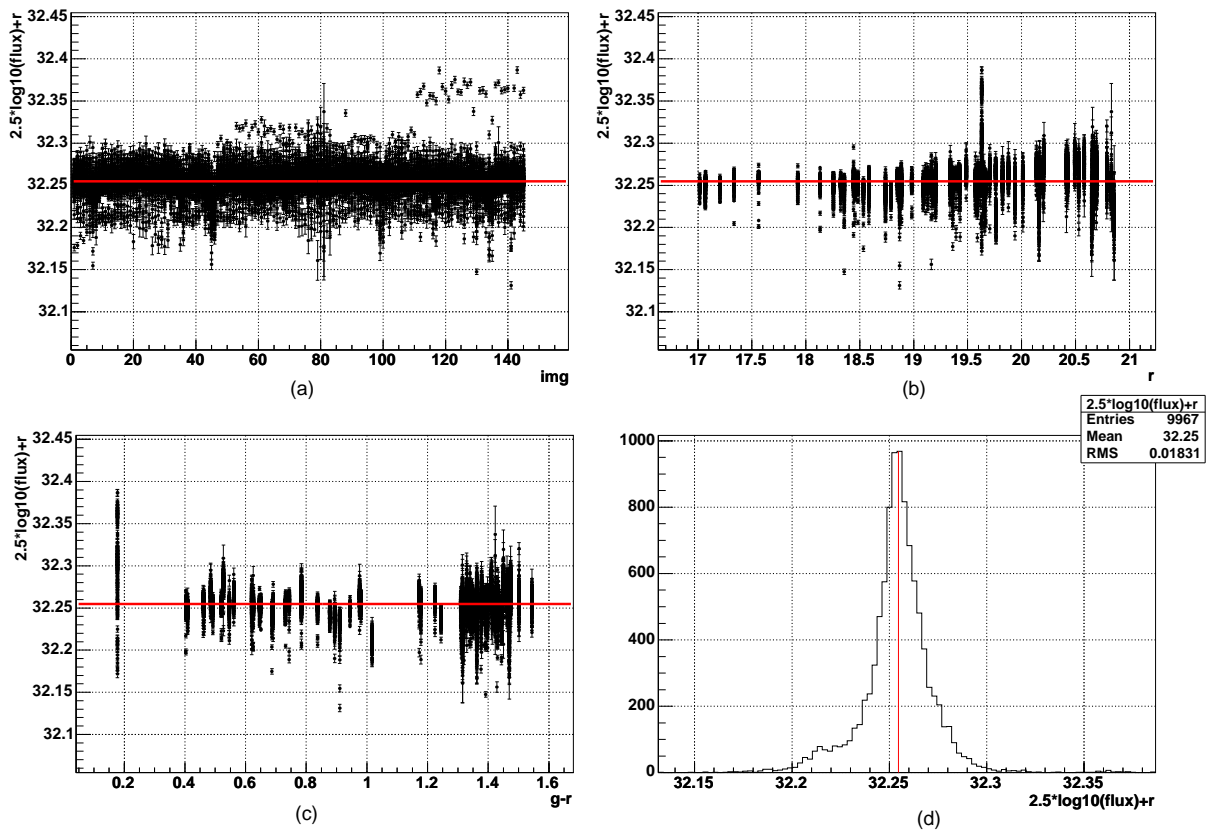 2.5*log10(flux)+r
32.45
32.4
32.35
32.3
32.25
32.2
32.15
32.1
0 20 40 60 80 100 120 140
img
(a)
2.5*log10(flux)+r
32.45
32.4
32.35
32.3
32.25
32.2
32.15
32.1
17 17.5 18 18.5 19 19.5 20 20.5 21
r
(b)
2.5*log10(flux)+r
32.45
32.4
32.35
32.3
32.25
32.2
32.15
32.1
0.2 0.4 0.6 0.8 1 1.2 1.4 1.6
g-r
(c)
2.5*log10(flux)+r
Entries 9967
Mean 32.25
RMS 0.01831
1000
800
600
400
200
0
32.15 32.2 32.25 32.3 32.35
2.5*log10(flux)+r
(d)